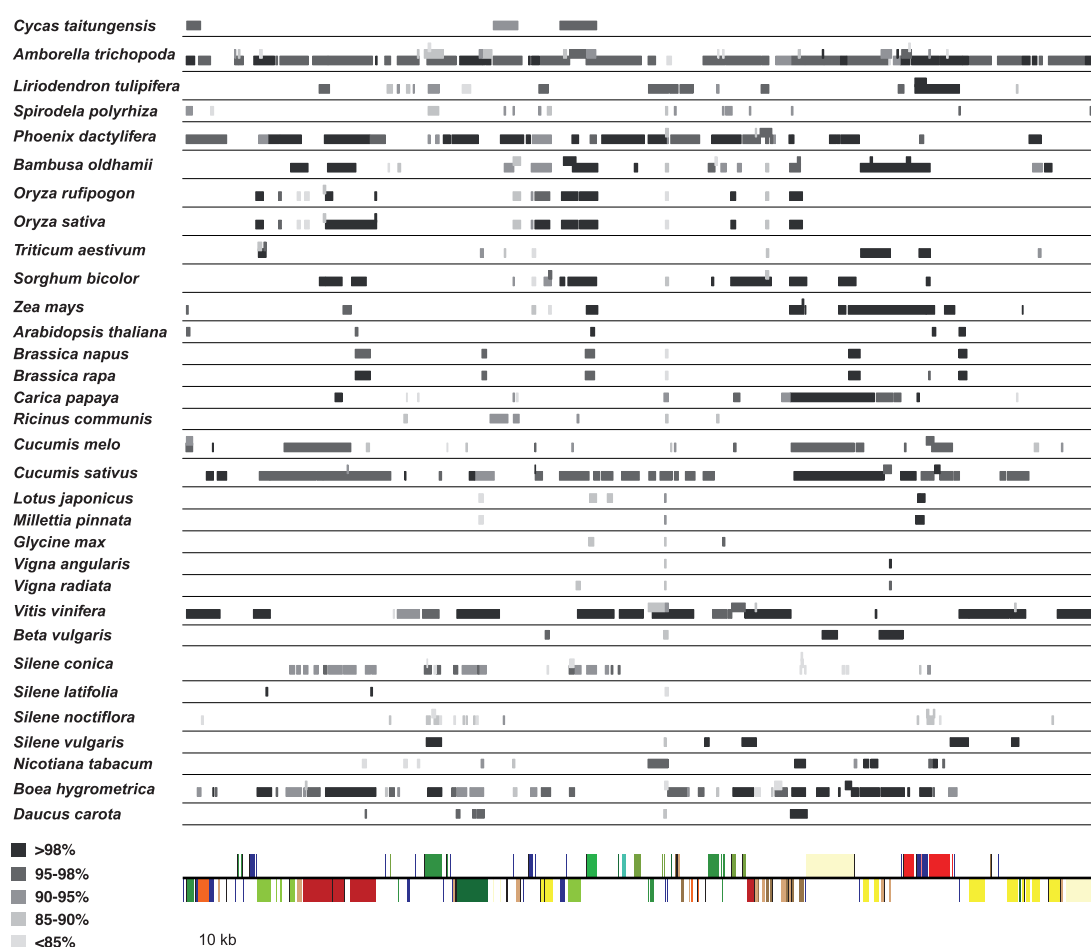 Cycas taitungensis
Amborella trichopoda
Liriodendron tulipifera
Spirodela polyrhiza
Phoenix dactylifera
Bambusa oldhamii
Oryza rufipogon
Oryza sativa
Triticum aestivum
Sorghum bicolor
Zea mays
Arabidopsis thaliana
Brassica napus
Brassica rapa
Carica papaya
Ricinus communis
Cucumis melo
Cucumis sativus
Lotus japonicus
Millettia pinnata
Glycine max
Vigna angularis
Vigna radiata
Vitis vinifera
Beta vulgaris
Silene conica
Silene latifolia
Silene noctiflora
Silene vulgaris
Nicotiana tabacum
Boea hygrometrica
Daucus carota
>98%
95-98%
90-95%
85-90%
<85%
10 kb